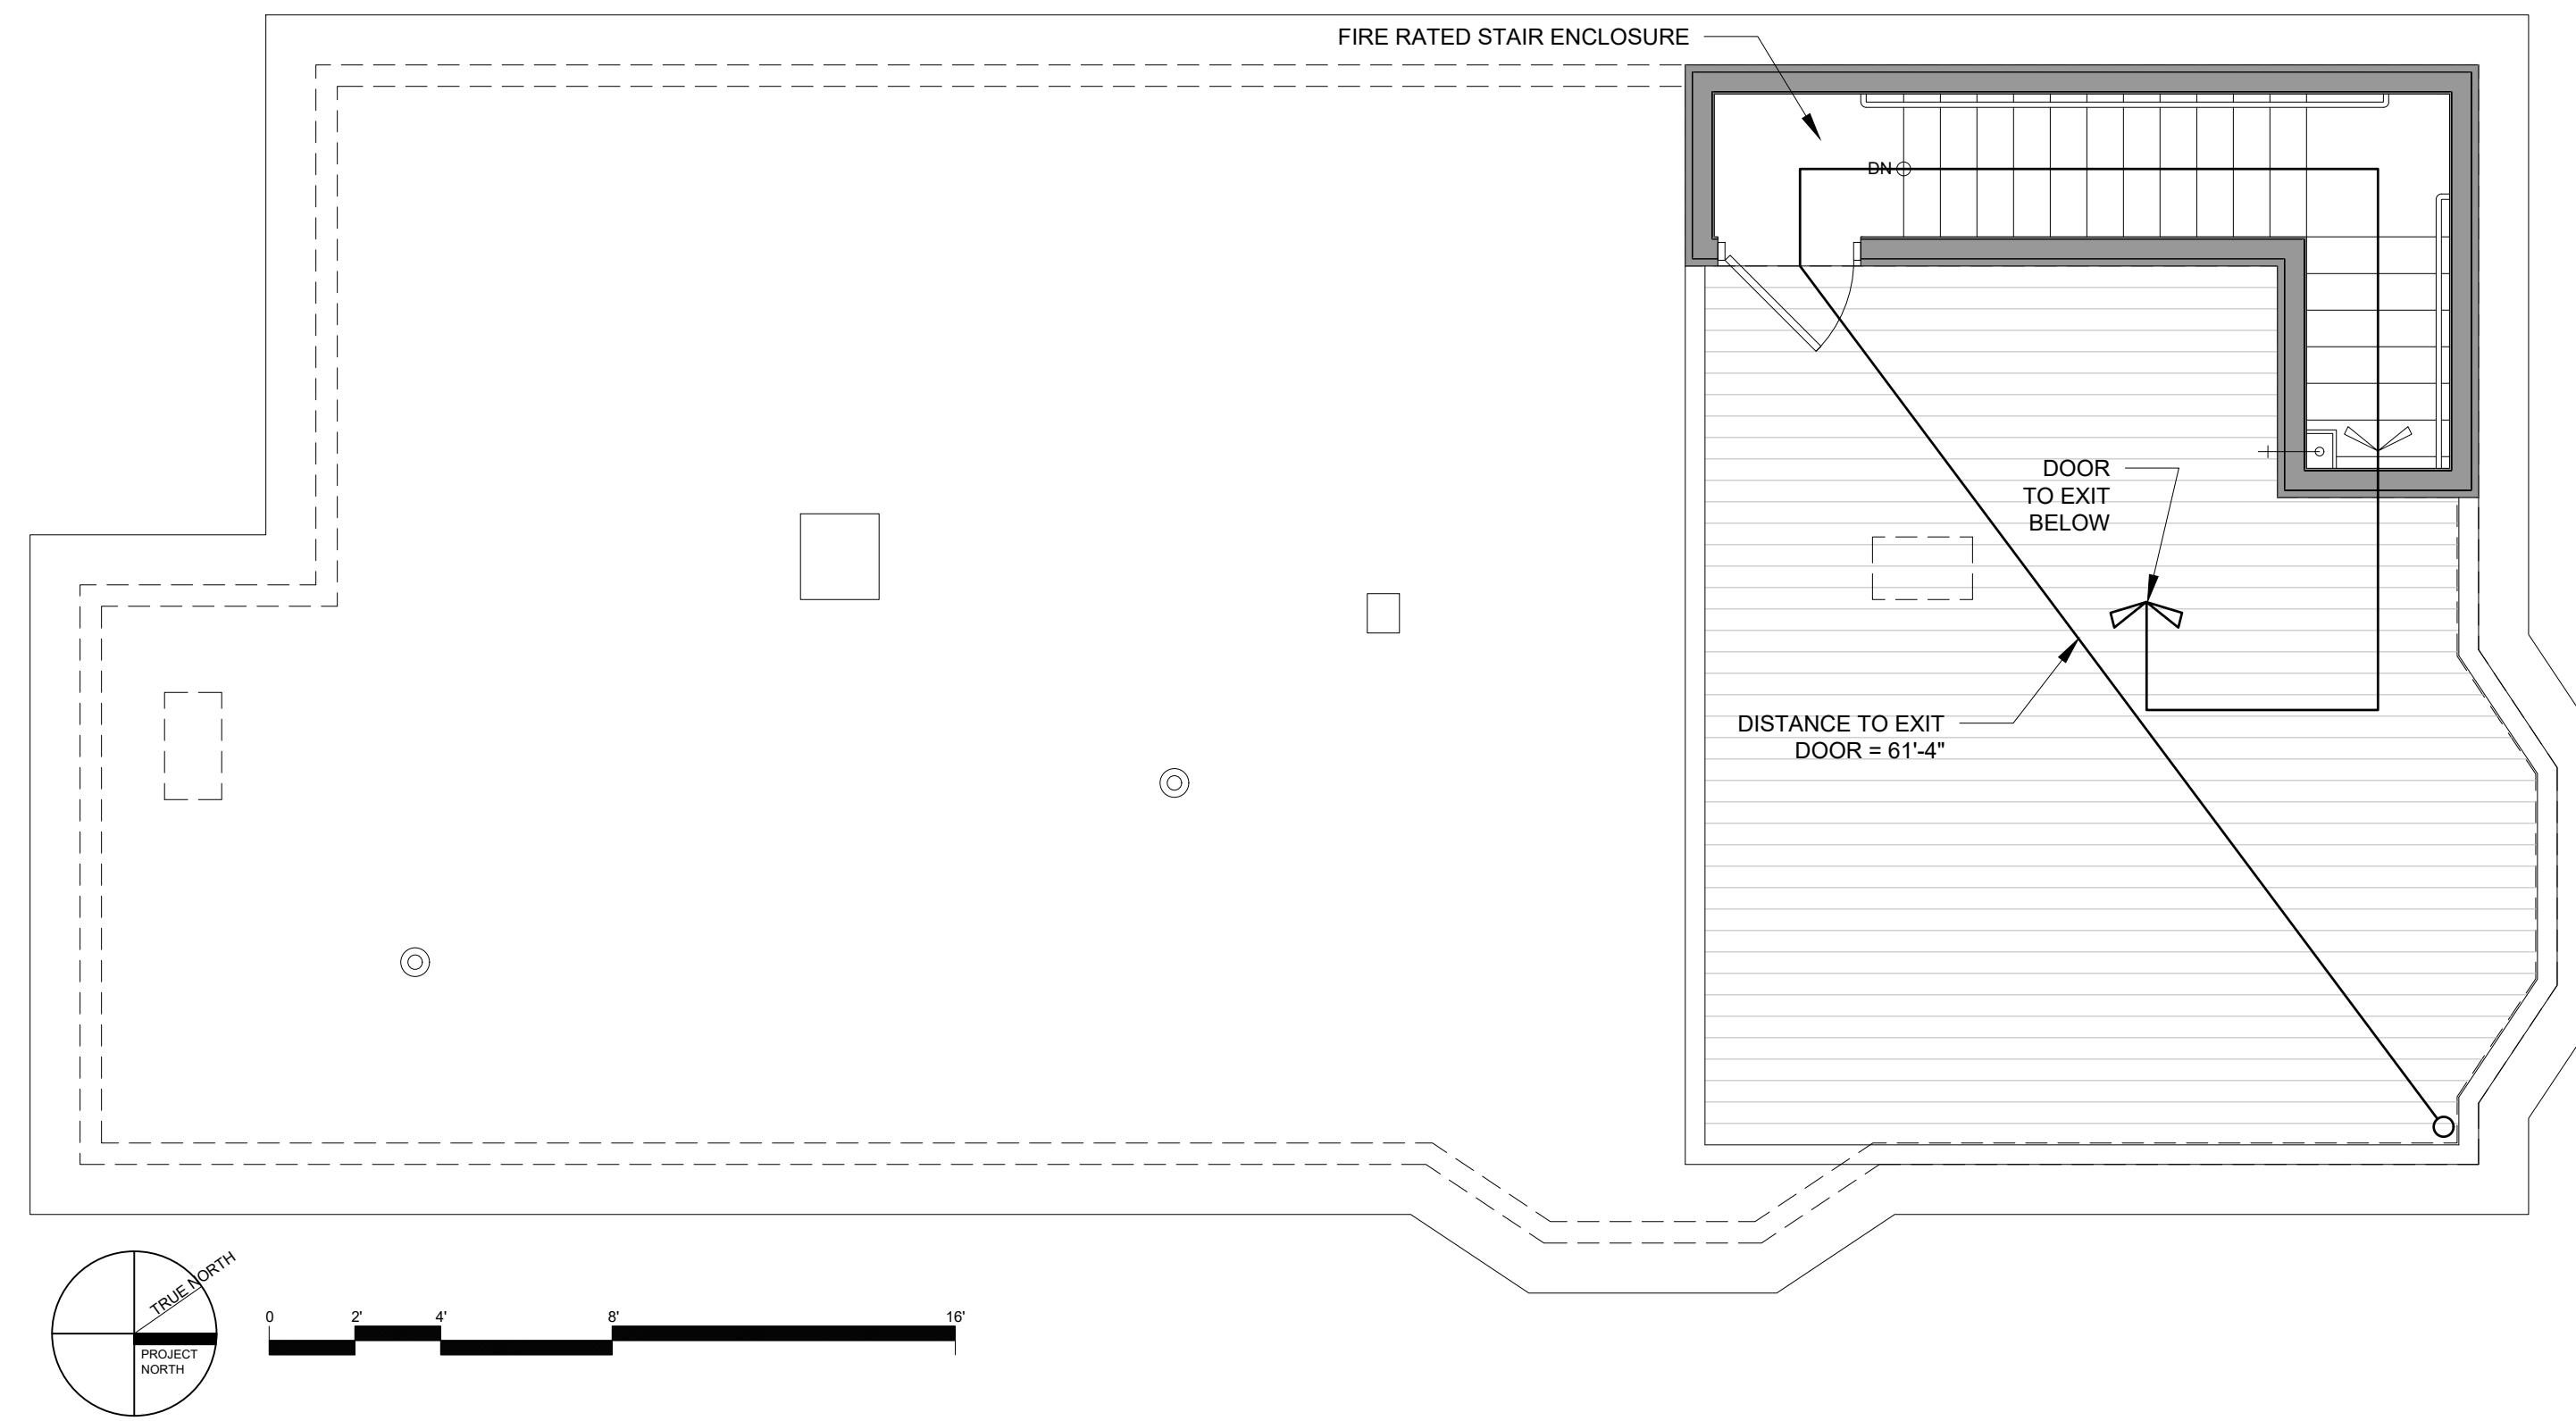 FIRE RATED STAIR ENCLOSURE
DN
DOOR
TO EXIT
BELOW
DISTANCE TO EXIT
DOOR = 61'-4"
TRUE NORTH
PROJECT
NORTH
0 2' 4' 8' 16'